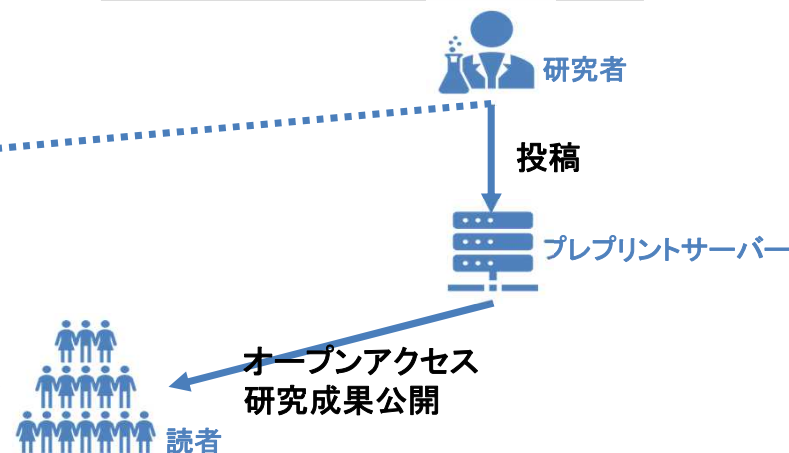 研究者
投稿
プレプリントサーバー
オープンアクセス
研究成果公開
読者